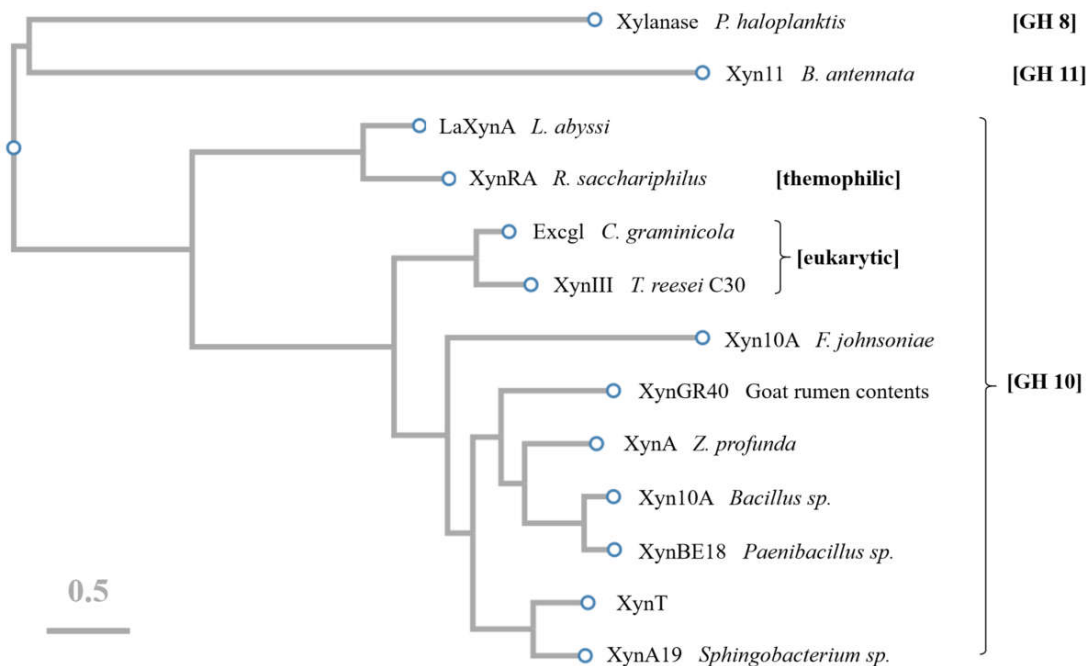 Xylanase P. haloplanktis [GH 8]
Xyn11 B. antennata [GH 11]
LaXynA L. abyssi
XynRA R. sacchariphilus [themophilic]
Excgl C. graminicola
[eukarytic]
XynIII T. reesei C30
Xyn10A F. johnsoniae
[GH 10]
XynGR40 Goat rumen contents
XynA Z. profunda
Xyn10A Bacillus sp.
XynBE18 Paenibacillus sp.
0.5
XynT
XynA19 Sphingobacterium sp.